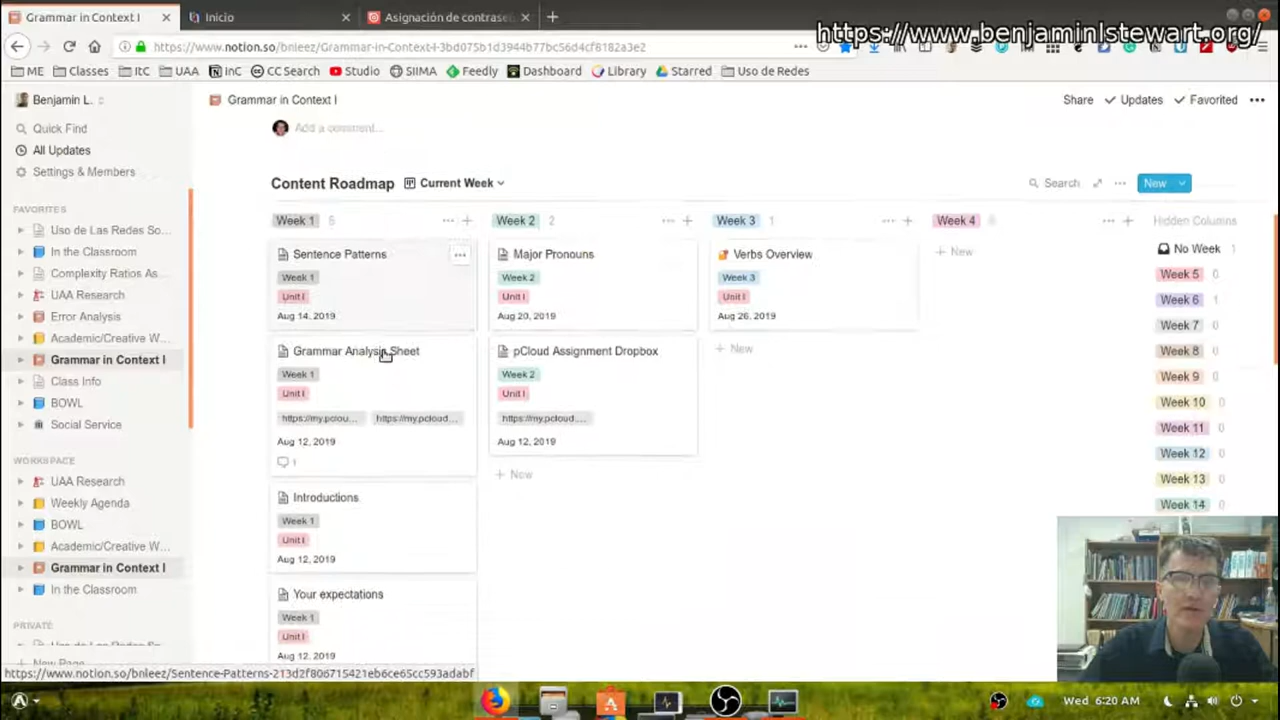 Grammar in Context I
Inicio
Asignación de contrase
https://www.benjaminlstewart.org/
https://www.notion.so/bnleez/Grammar-in-Context-I-3bd075b1d3944b77bc56d4cf8182a3e2
ME
Classes
ItC
UAA
InC
CC Search
Studio
SIIMA
Feedly
Dashboard
Library
Starred
Uso de Redes
Benjamin L.
Grammar in Context I
Share
Updates
Favorited
Quick Find
All Updates
Settings & Members
Add a comment...
FAVORITES
Uso de Las Redes So...
In the Classroom
Complexity Ratios As...
UAA Research
Error Analysis
Academic/Creative W...
Grammar in Context I
Class Info
BOWL
Social Service
WORKSPACE
UAA Research
Weekly Agenda
BOWL
Academic/Creative W...
Grammar in Context I
In the Classroom
PRIVATE
New Page
Content Roadmap
Current Week
Search
New
Week 1 5
Sentence Patterns
Week 1
Unit I
Aug 14, 2019
Grammar Analysis Sheet
Week 1
Unit I
https://my.pclou... https://my.pcloud...
Aug 12, 2019
1
Introductions
Week 1
Unit I
Aug 12, 2019
Your expectations
Week 1
Unit I
Aug 12, 2019
Week 2 2
Major Pronouns
Week 2
Unit I
Aug 20, 2019
pCloud Assignment Dropbox
Week 2
Unit I
https://my.pcloud....
Aug 12, 2019
+ New
Week 3 1
Verbs Overview
Week 3
Unit I
Aug 26, 2019
+ New
Week 4
+ New
Hidden Columns
No Week 1
Week 5 0
Week 6 1
Week 7 0
Week 8 0
Week 9 0
Week 10 0
Week 11 0
Week 12 0
Week 13 0
Week 14 0
https://www.notion.so/bnleez/Sentence-Patterns-213d2f806715421eb6ce65cc593adabf
Wed 6:20 AM